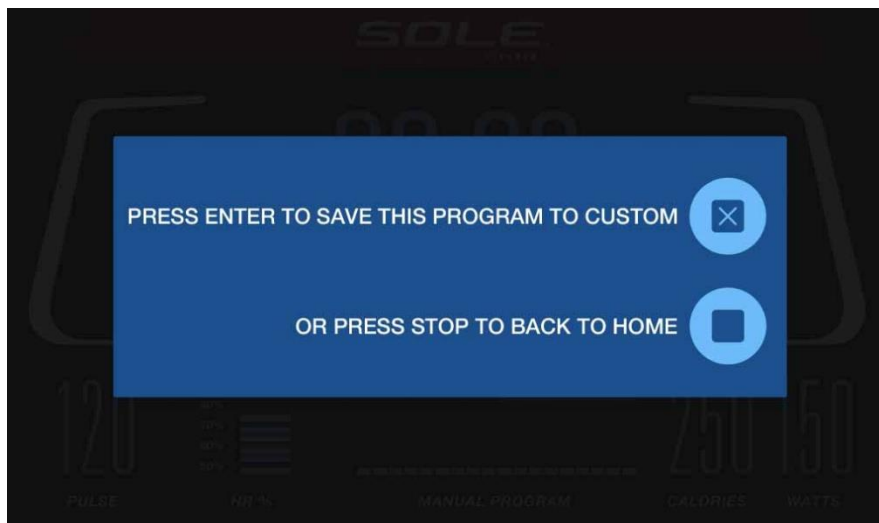 SOLE
PRESS ENTER TO SAVE THIS PROGRAM TO CUSTOM
OR PRESS STOP TO BACK TO HOME
120
250
150
PULSE
HR %
MANUAL PROGRAM
CALORIES
WATTS